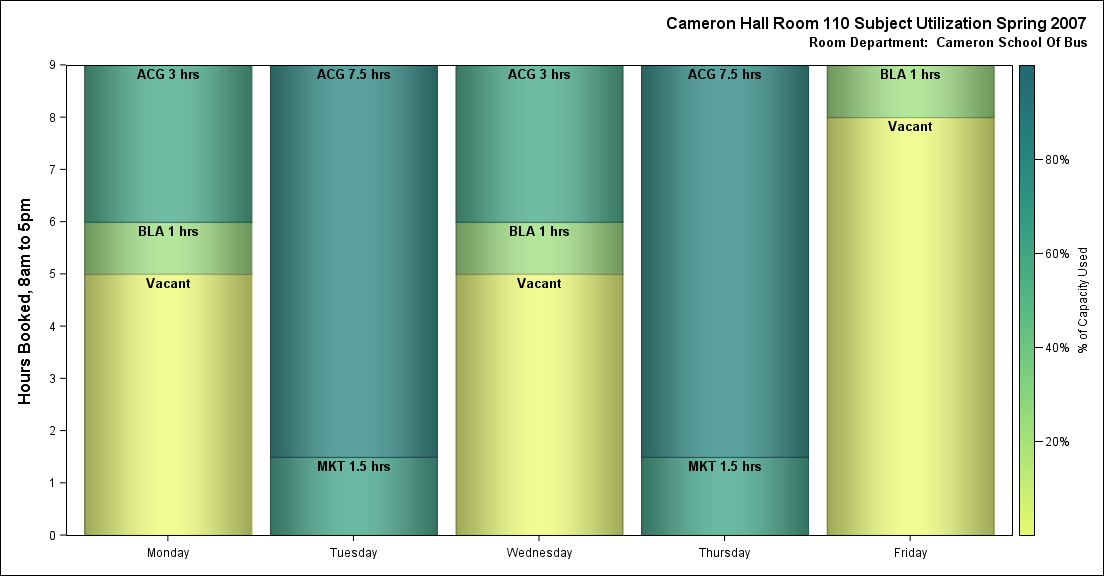 Cameron Hall Room 110 Subject Utilization Spring 2007
Room Department:  Cameron School Of Bus
Hours Booked, 8am to 5pm
9
8
7
6
5
4
3
2
1
0
ACG 3 hrs
BLA 1 hrs
Vacant
ACG 7.5 hrs
MKT 1.5 hrs
ACG 3 hrs
BLA 1 hrs
Vacant
ACG 7.5 hrs
MKT 1.5 hrs
BLA 1 hrs
Vacant
Monday
Tuesday
Wednesday
Thursday
Friday
80%
60%
40%
20%
% of Capacity Used